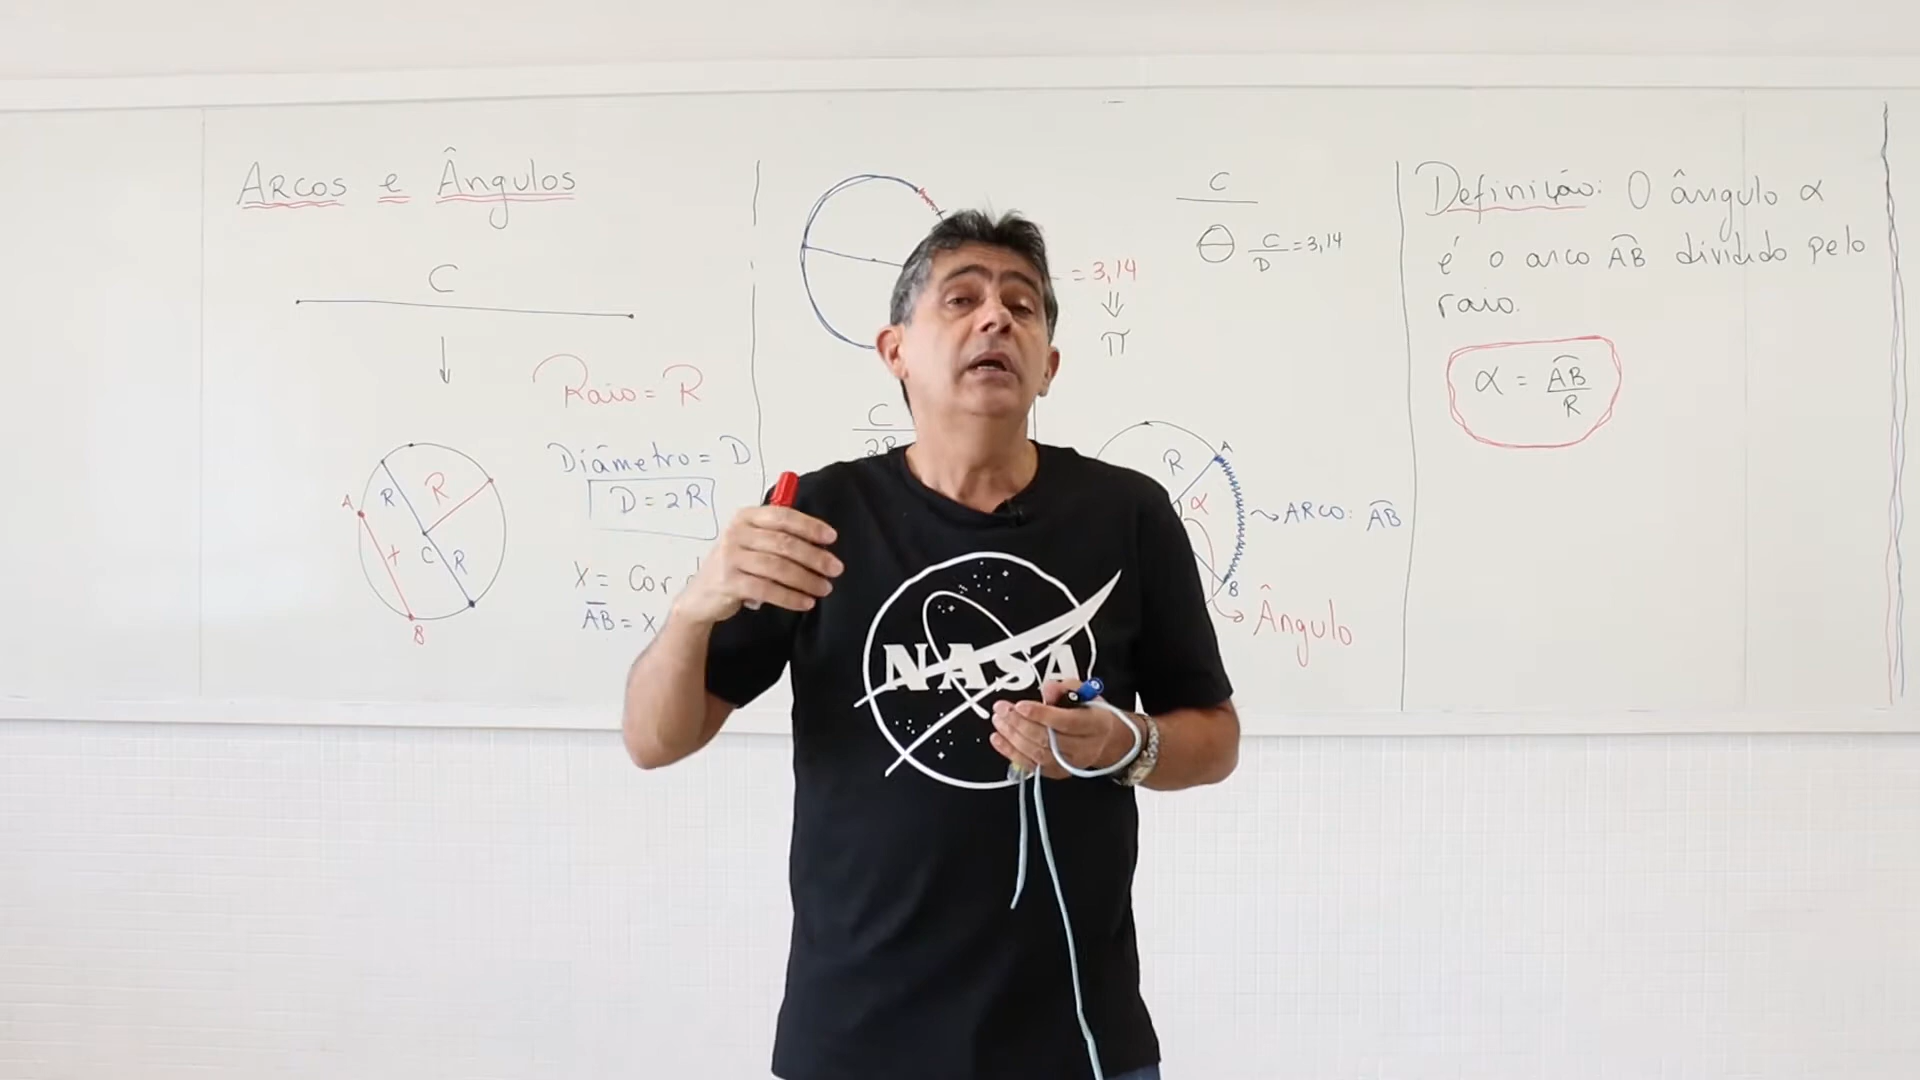 Arcos e Ângulos
C
Raio = R
Diâmetro = D
D = 2R
A
R
R
x
C
R
B
X =
AB = X
= 3,14
π
C
2R
C
C/D = 3,14
R
A
α
ARCO: AB
B
Ângulo
Definição: O ângulo α
é o arco AB dividido pelo
raio.
α = AB/R
NASA